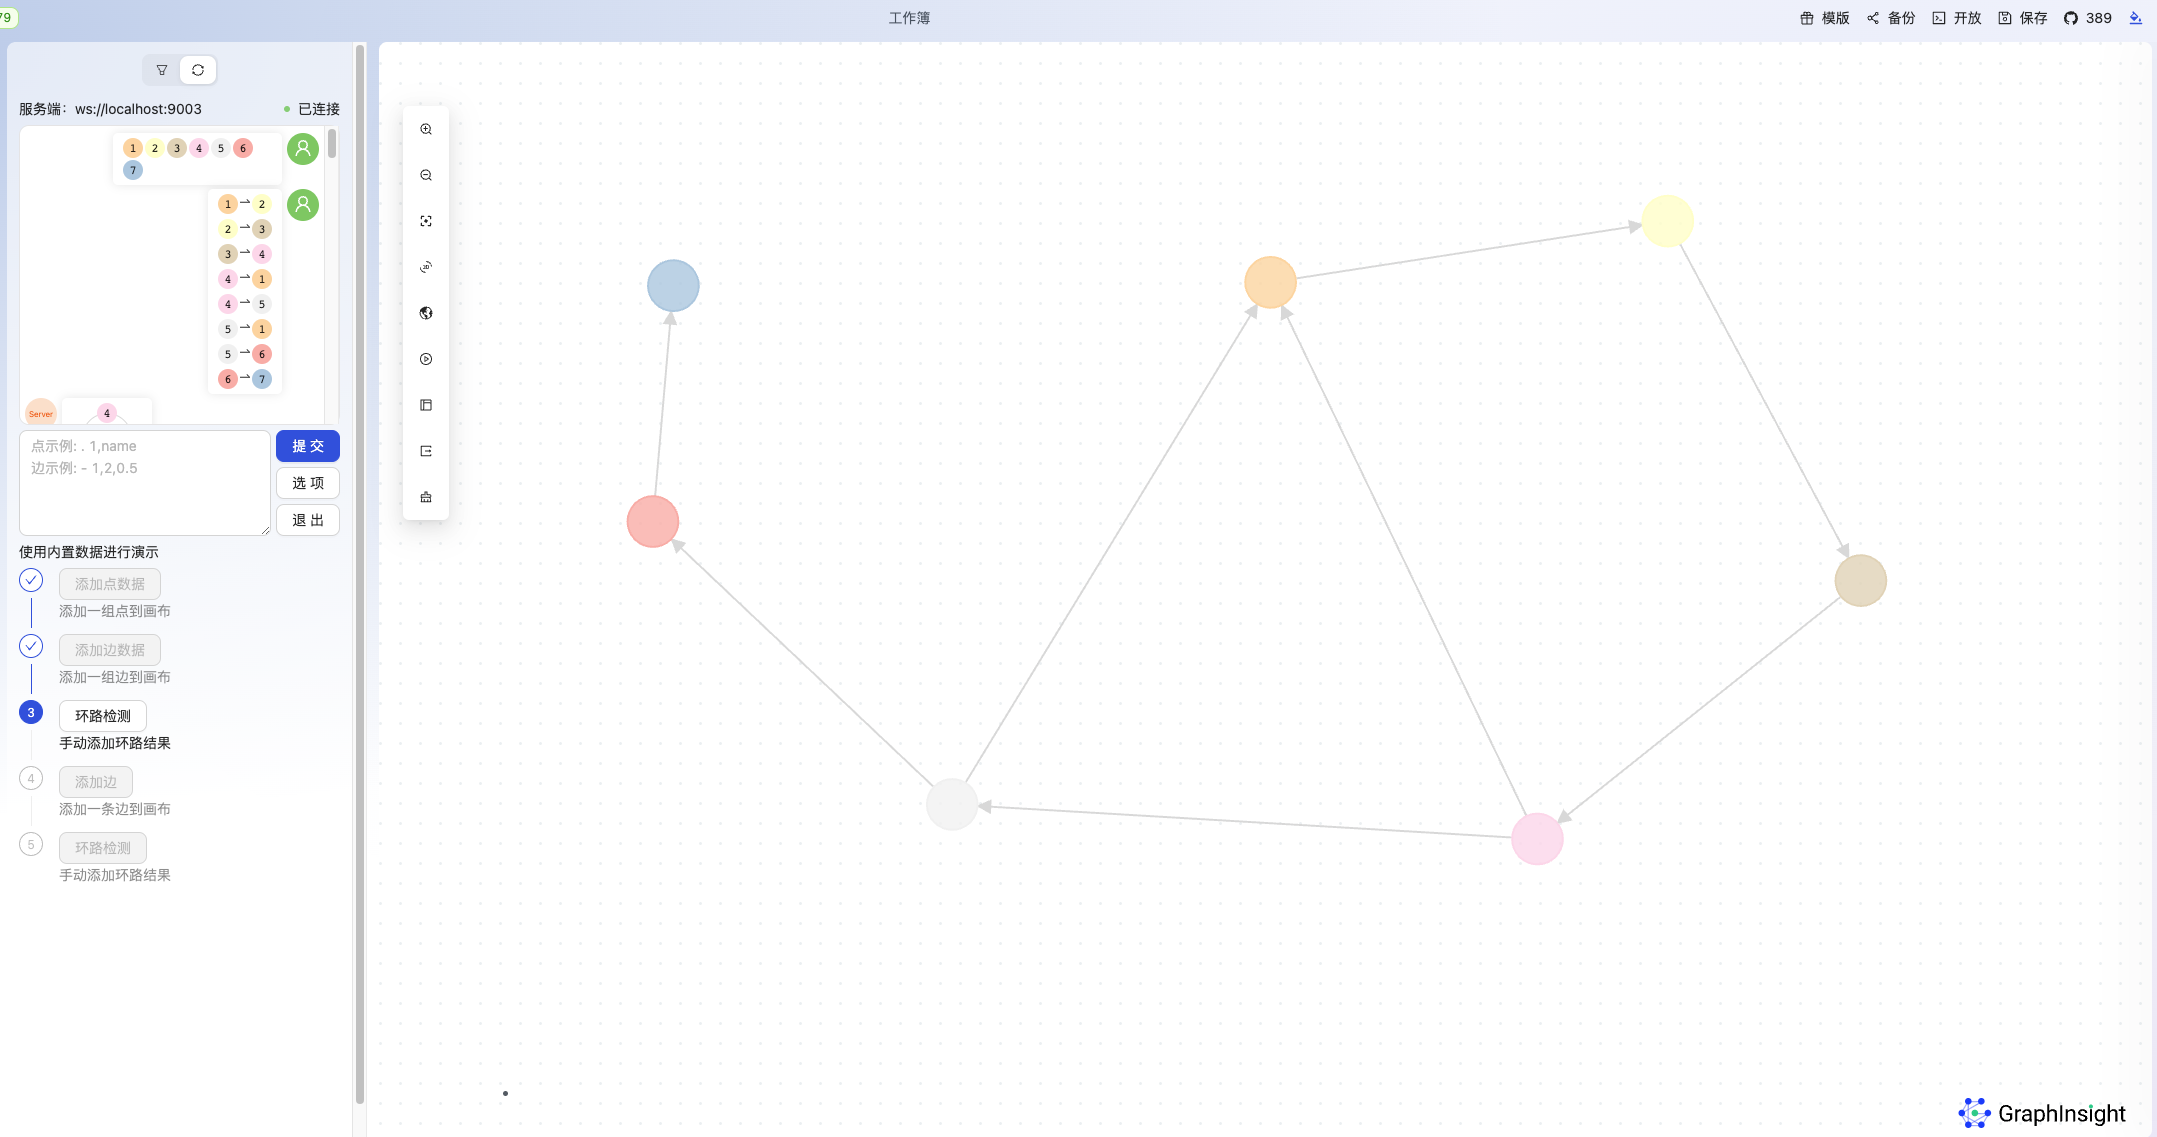 79
工作簿
模版 备份 开放 保存 389
服务端： ws://localhost:9003 已连接
1 2 3 4 5 6
7
1 2
2 3
3 4
4 1
4 5
5 1
5 6
6 7
Server 4
点示例: . 1,name
边示例: - 1,2,0.5
提 交
选 项
退 出
使用内置数据进行演示
添加点数据
添加一组点到画布
添加边数据
添加一组边到画布
3 环路检测
手动添加环路结果
4 添加边
添加一条边到画布
5 环路检测
手动添加环路结果
GraphInsight